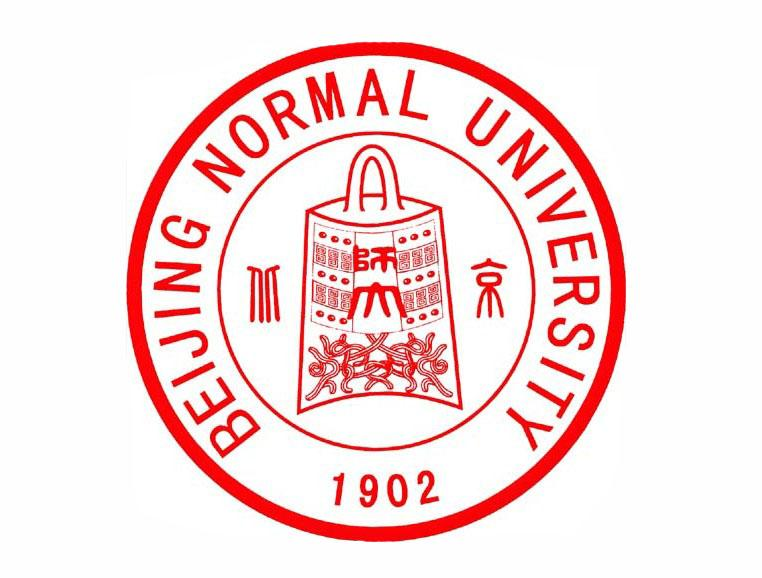 BEIJING NORMAL UNIVERSITY
北 京
師
大
1902